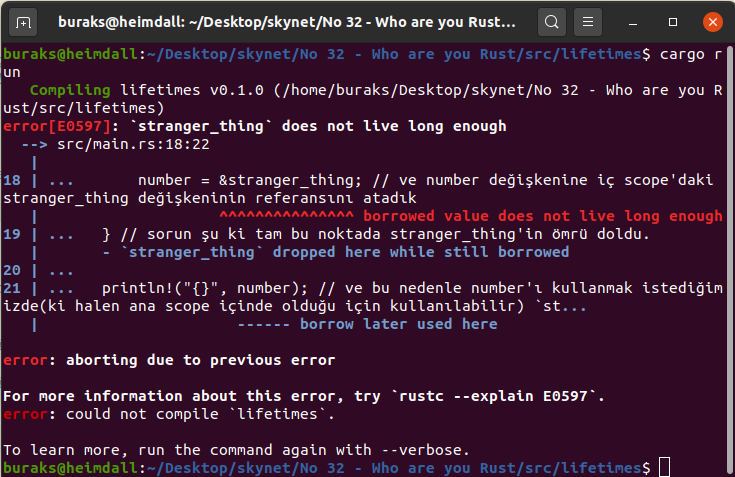 buraks@heimdall: ~/Desktop/skynet/No 32 - Who are you Rust...
buraks@heimdall:~/Desktop/skynet/No 32 - Who are you Rust/src/lifetimes$ cargo r
un
   Compiling lifetimes v0.1.0 (/home/buraks/Desktop/skynet/No 32 - Who are you R
ust/src/lifetimes)
error[E0597]: `stranger_thing` does not live long enough
  --> src/main.rs:18:22
   |
18 | ...       number = &stranger_thing; // ve number değişkenine iç scope'daki
stranger_thing değişkeninin referansını atadık
   |                    ^^^^^^^^^^^^^^^ borrowed value does not live long enough
19 | ...   } // sorun şu ki tam bu noktada stranger_thing'in ömrü doldu.
   |       - `stranger_thing` dropped here while still borrowed
20 | ...
21 | ...   println!("{}", number); // ve bu nedenle number'ı kullanmak istediğim
izde(ki halen ana scope içinde olduğu için kullanılabilir) `st...
   |                      ------ borrow later used here

error: aborting due to previous error

For more information about this error, try `rustc --explain E0597`.
error: could not compile `lifetimes`.

To learn more, run the command again with --verbose.
buraks@heimdall:~/Desktop/skynet/No 32 - Who are you Rust/src/lifetimes$